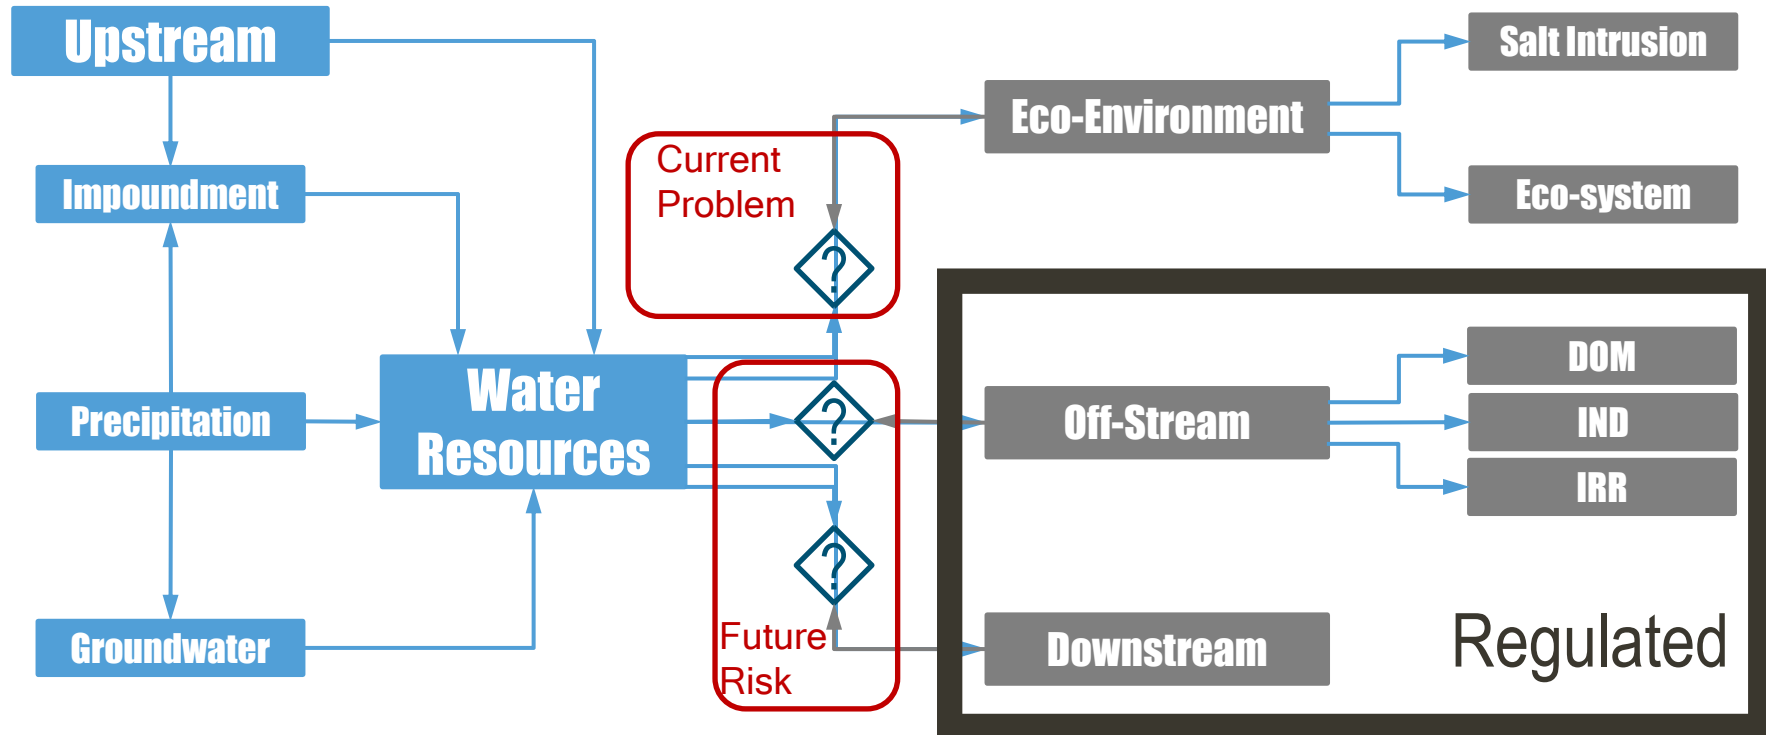 Upstream
Salt Intrusion
Eco-Environment
Current
Problem
Impoundment
Eco-system
?
DOM
Water
Resources
Precipitation
?
Off-Stream
IND
IRR
?
Groundwater
Future
Risk
Downstream
Regulated